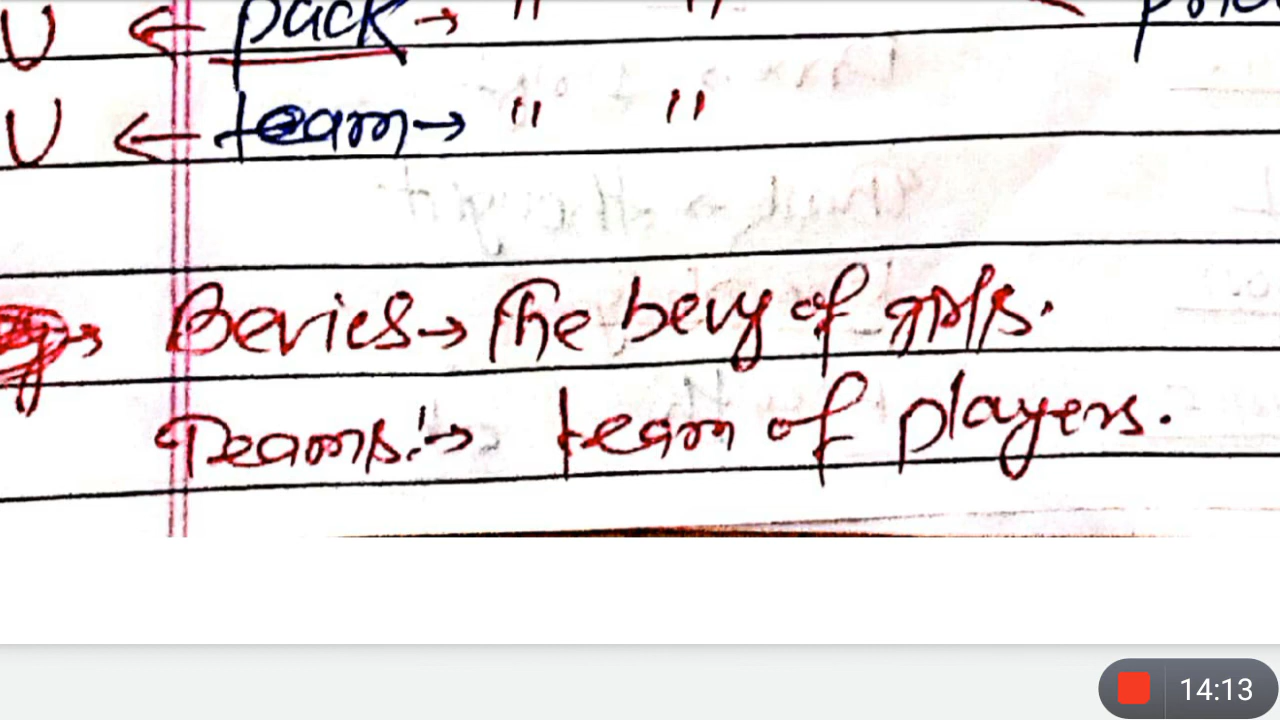 U ← pack → " "
U ← team → " "
→ Bevies → The bevy of girls.
Teams:→ team of players.
14:13